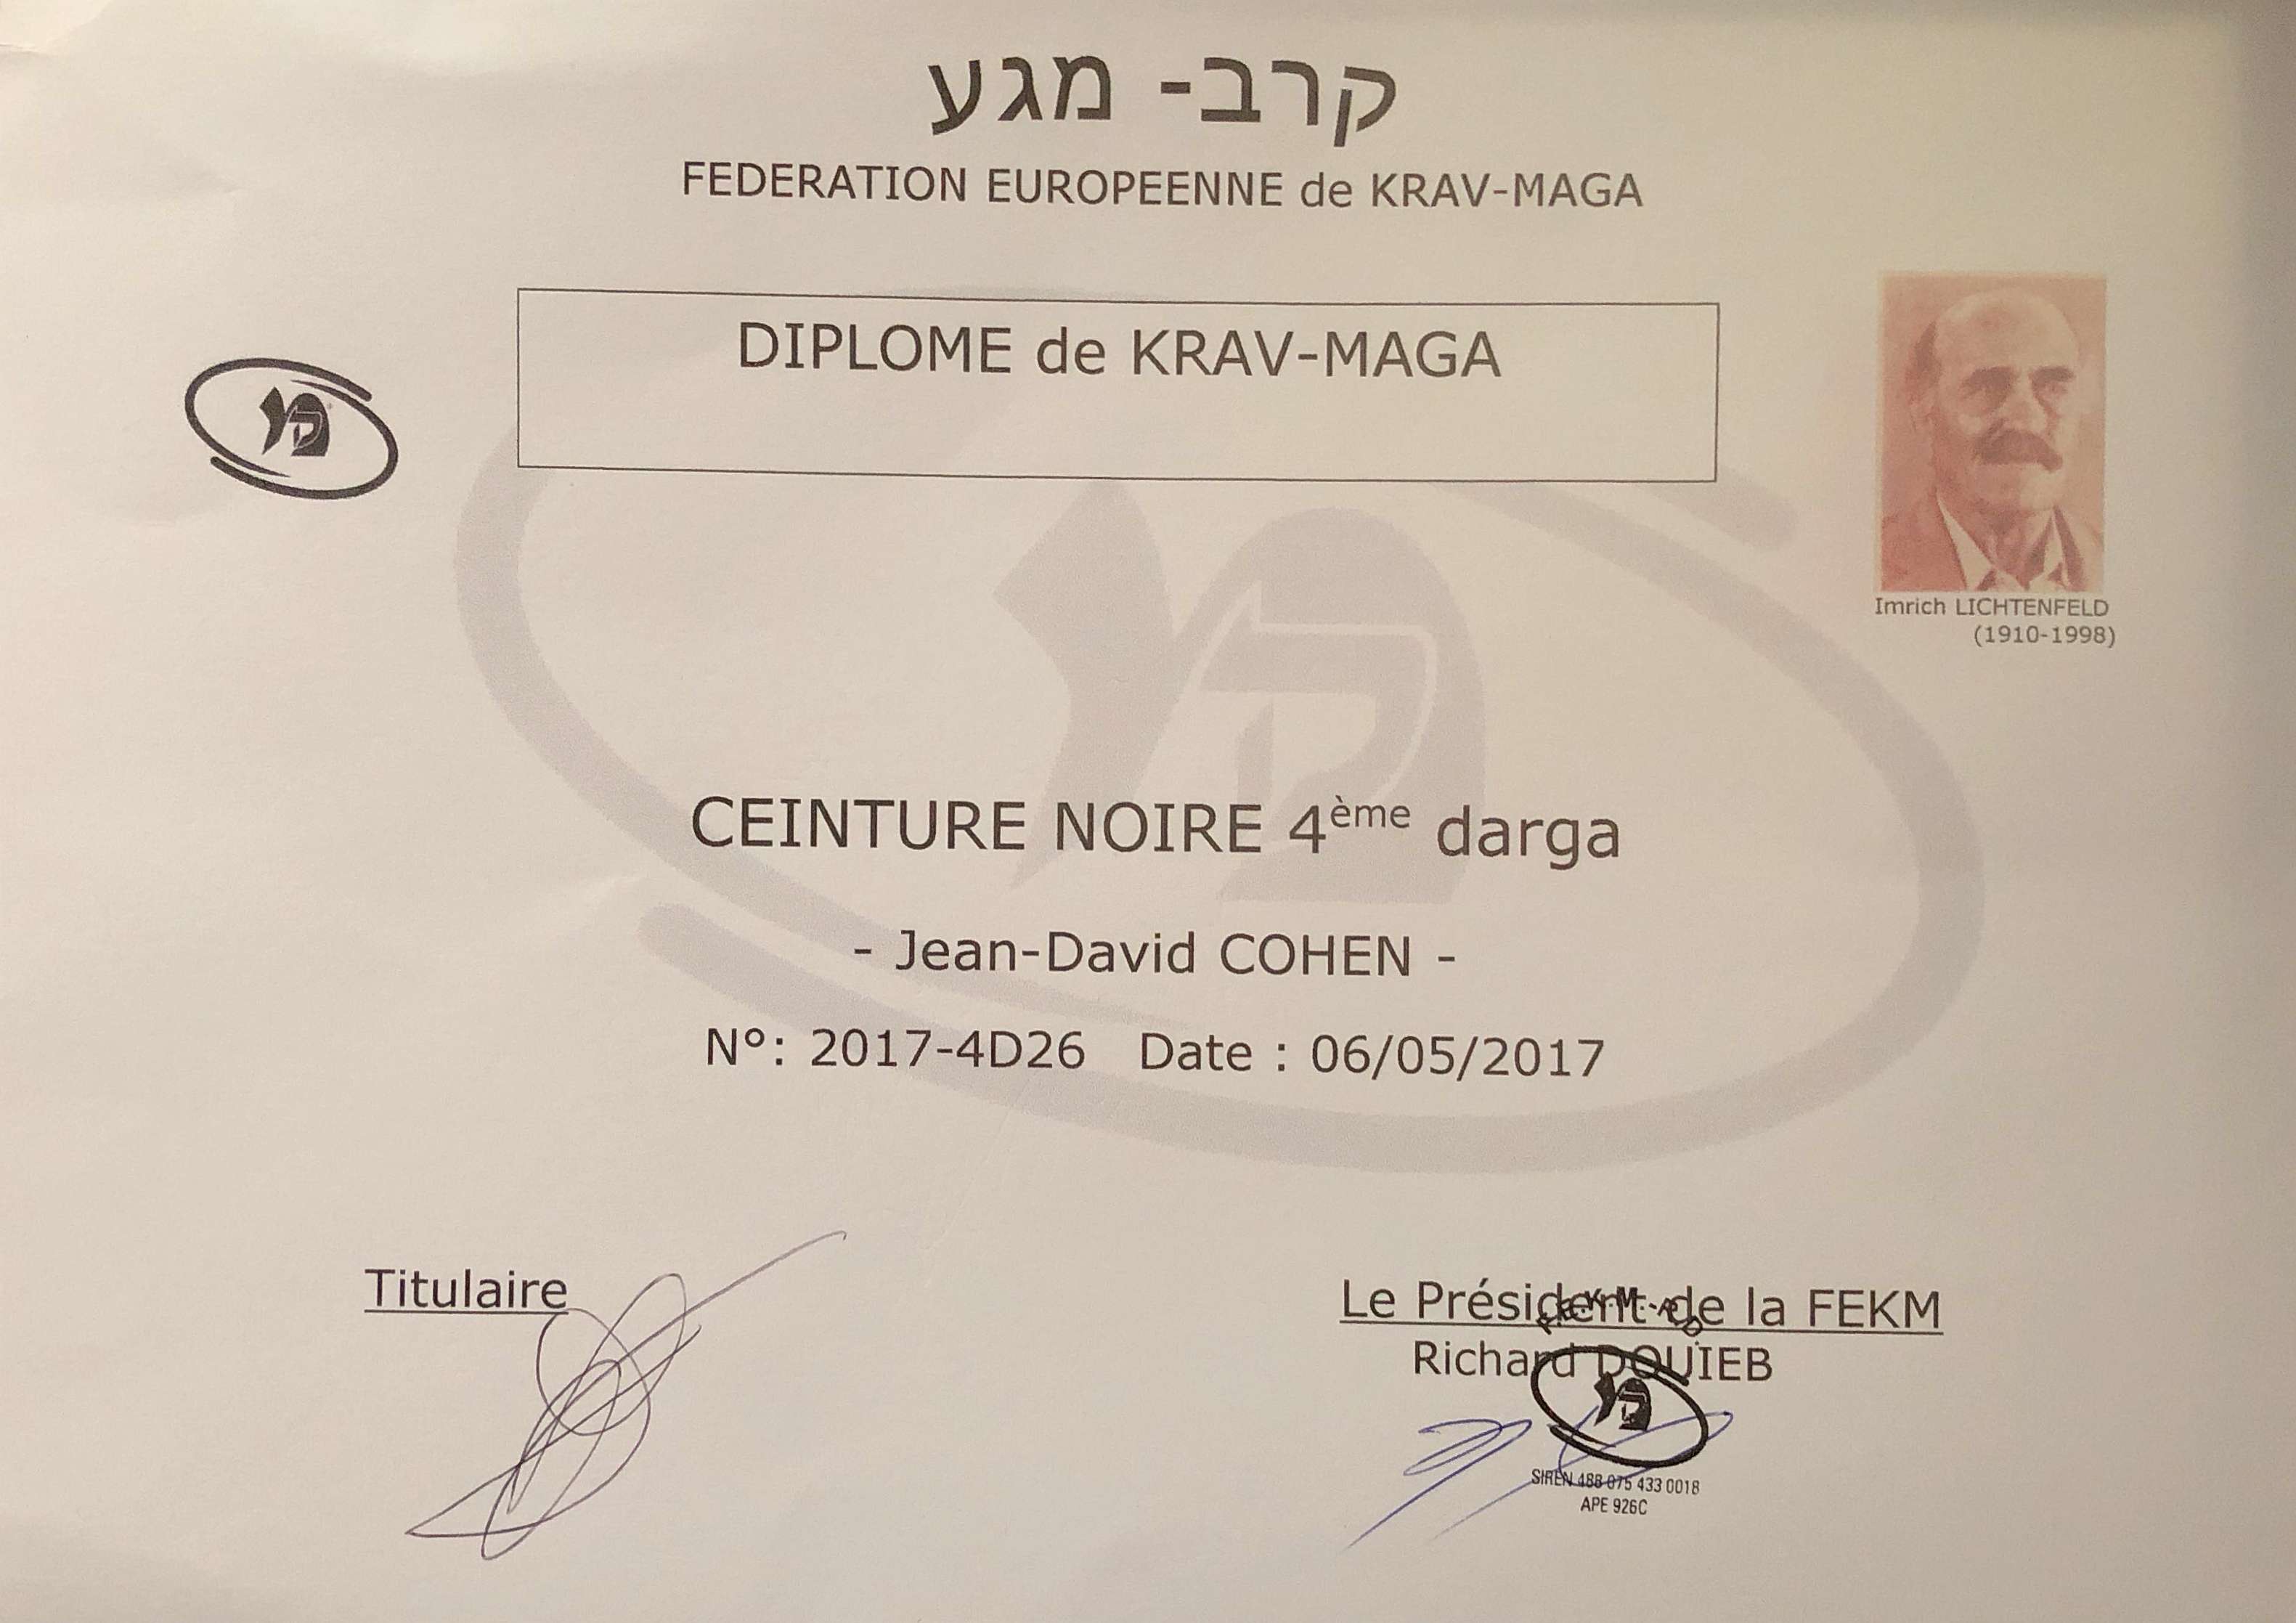 קרב- מגע
FEDERATION EUROPEENNE de KRAV-MAGA
DIPLOME de KRAV-MAGA
Imrich LICHTENFELD
(1910-1998)
CEINTURE NOIRE 4ème darga
- Jean-David COHEN -
N°: 2017-4D26 Date : 06/05/2017
Titulaire
Le Président de la FEKM
Richard DOUIEB
SIREN 488 075 433 0018
APE 926C